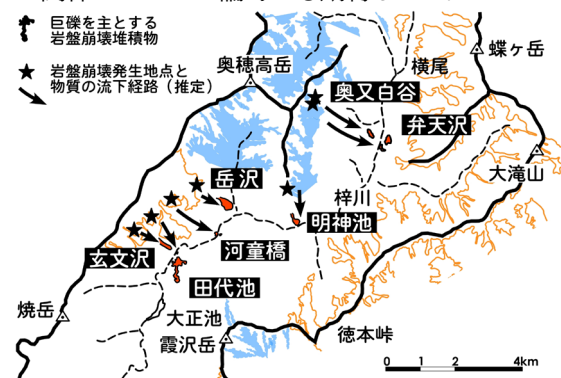 巨礫を主とする
岩盤崩壊堆積物
岩盤崩壊発生地点と
物質の流下経路（推定）
奥穂高岳
横尾
蝶ヶ岳
奥又白谷
弁天沢
大滝山
岳沢
梓川
明神池
玄文沢
河童橋
田代池
焼岳
大正池
霞沢岳
徳本峠
0 1 2 4km